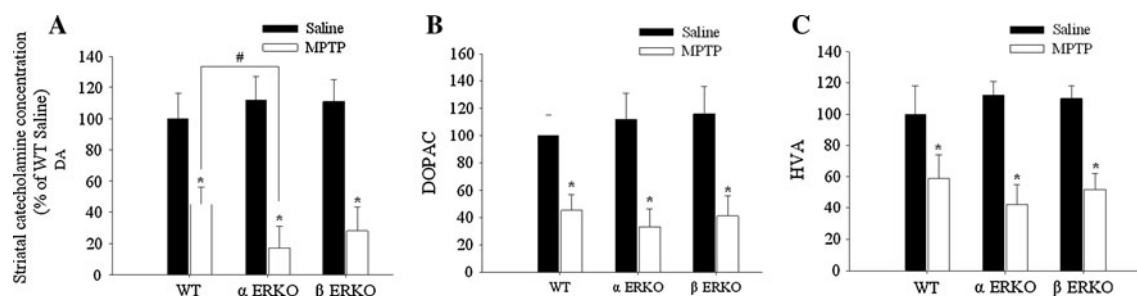 A
Saline
MPTP
#
Striatal catecholamine concentration
(% of WT Saline)
DA
140
120
100
80
60
40
20
0
*
*
*
WT
α ERKO
β ERKO
B
Saline
MPTP
DOPAC
160
140
120
100
80
60
40
20
0
*
*
*
WT
α ERKO
β ERKO
C
Saline
MPTP
HVA
140
120
100
80
60
40
20
0
*
*
*
WT
α ERKO
β ERKO